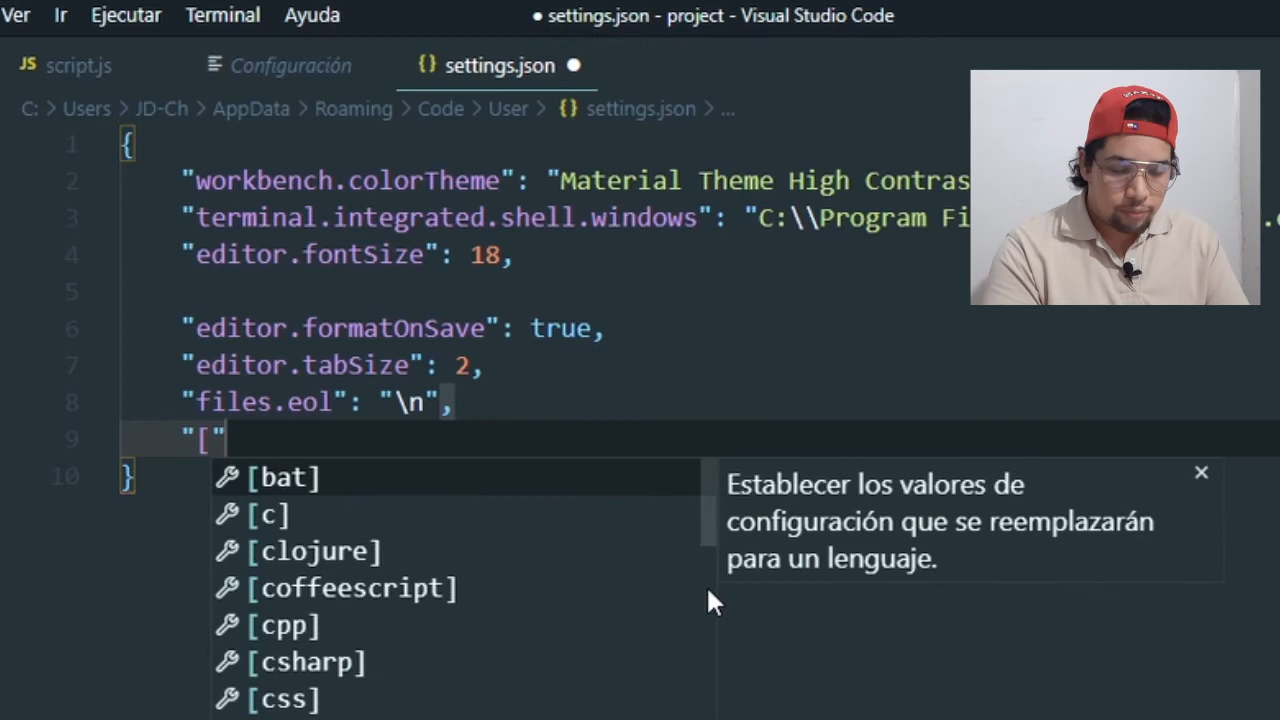 Ver Ir Ejecutar Terminal Ayuda ● settings.json - project - Visual Studio Code
JS script.js Configuración {} settings.json ●
C: > Users > JD-Ch > AppData > Roaming > Code > User > {} settings.json > ...
1 {
2 "workbench.colorTheme": "Material Theme High Contras
3 "terminal.integrated.shell.windows": "C:\\Program Fi
4 "editor.fontSize": 18,
5
6 "editor.formatOnSave": true,
7 "editor.tabSize": 2,
8 "files.eol": "\n",
9 "["
10 }
[bat]
[c]
[clojure]
[coffeescript]
[cpp]
[csharp]
[css]
Establecer los valores de
configuración que se reemplazarán
para un lenguaje.